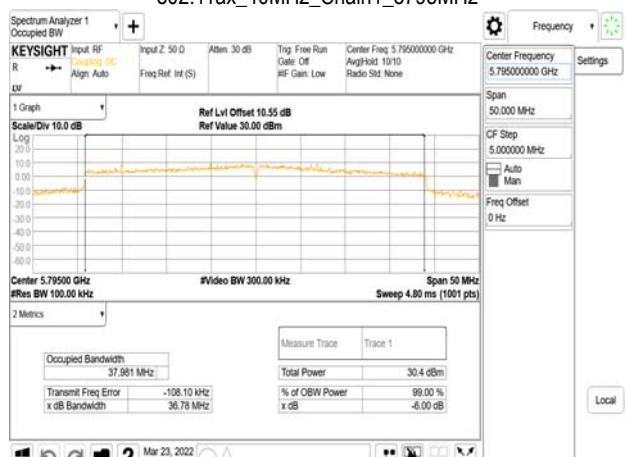 802.11ax_40MHz_Chain1_5795MHz
Spectrum Analyzer 1
Occupied BW
Frequency
KEYSIGHT Input: RF Input Z: 50 Ω Atten: 30 dB Trig: Free Run Center Freq: 5.795000000 GHz
R Coupling: DC Gate: Off Avg|Hold: 10/10
Align: Auto Freq Ref: Int (S) #IF Gain: Low Radio Std: None
Center Frequency
5.795000000 GHz
Settings
Span
50.000 MHz
CF Step
5.000000 MHz
Auto
Man
Freq Offset
0 Hz
1 Graph
Ref Lvl Offset 10.55 dB
Scale/Div 10.0 dB Ref Value 30.00 dBm
Log
20.0
10.0
0.00
-10.0
-20.0
-30.0
-40.0
-50.0
-60.0
Center 5.79500 GHz #Video BW 300.00 kHz Span 50 MHz
#Res BW 100.00 kHz Sweep 4.80 ms (1001 pts)
2 Metrics
Measure Trace Trace 1
Occupied Bandwidth
37.981 MHz
Total Power 30.4 dBm
Transmit Freq Error -108.10 kHz % of OBW Power 99.00 %
x dB Bandwidth 36.78 MHz x dB -6.00 dB
Local
Mar 23, 2022